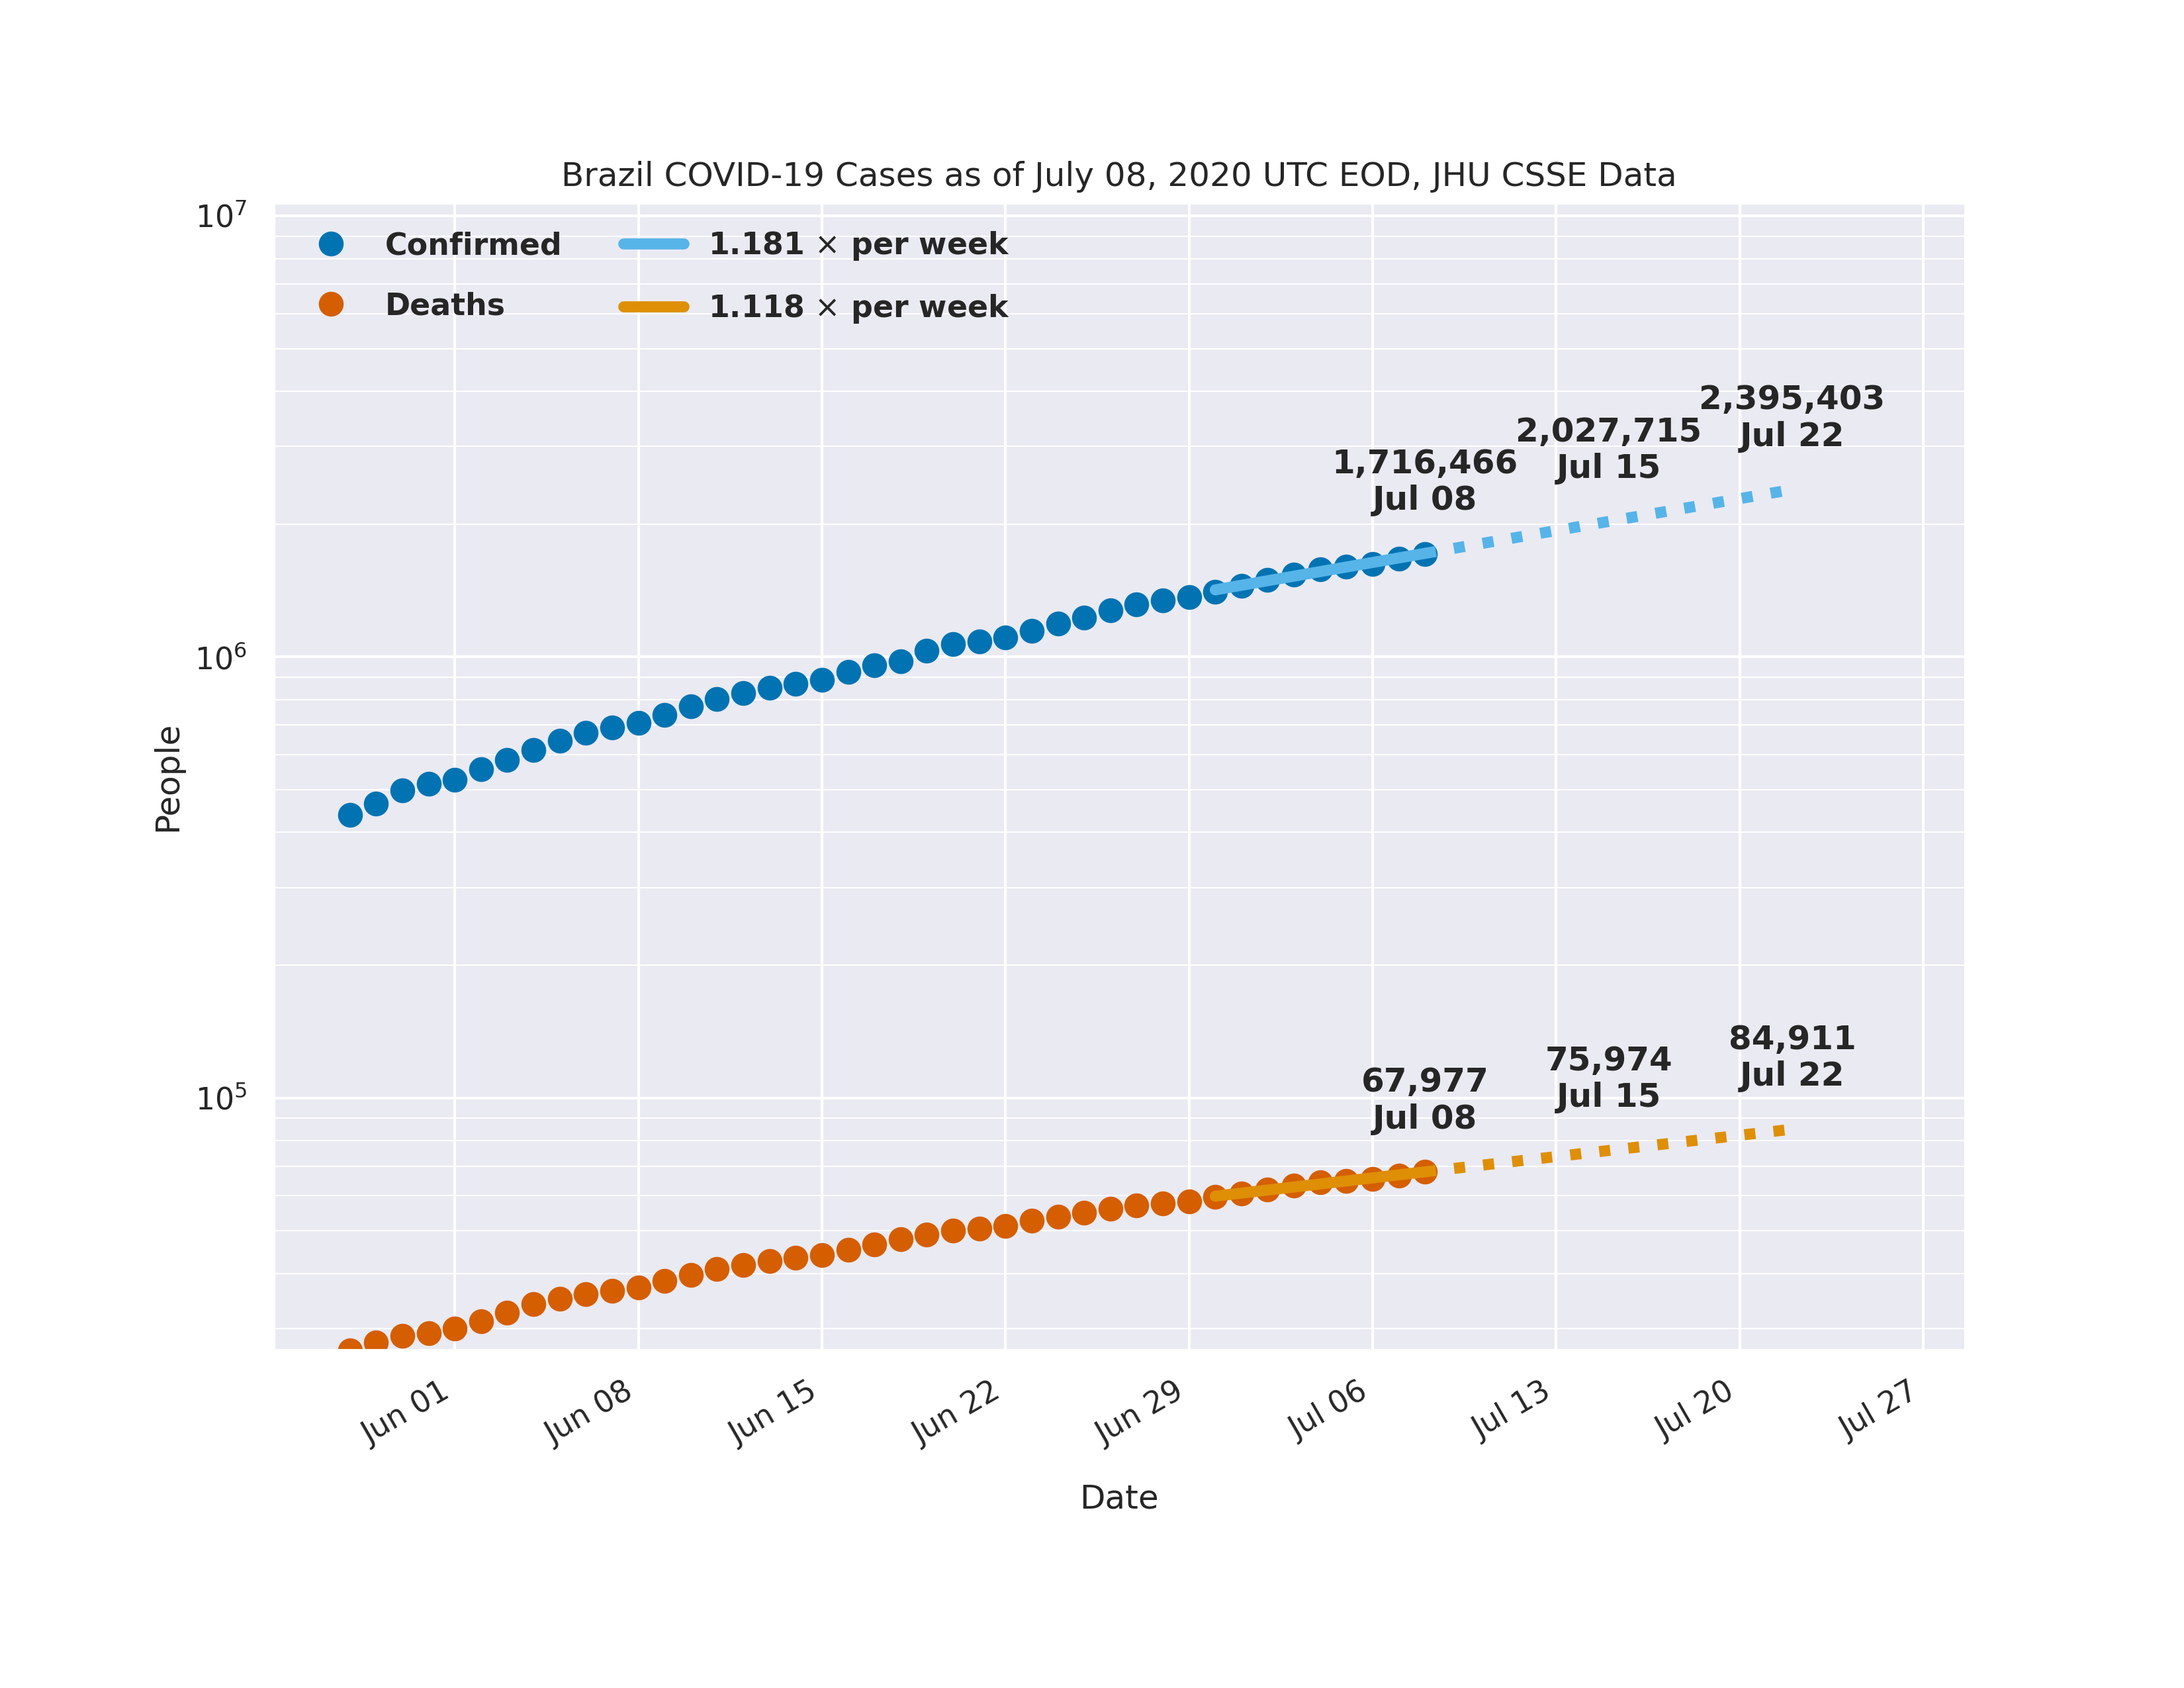 Brazil COVID-19 Cases as of July 08, 2020 UTC EOD, JHU CSSE Data
10⁷
10⁶
10⁵
People
Confirmed
Deaths
1.181 × per week
1.118 × per week
1,716,466
Jul 08
2,027,715
Jul 15
2,395,403
Jul 22
67,977
Jul 08
75,974
Jul 15
84,911
Jul 22
Jun 01
Jun 08
Jun 15
Jun 22
Jun 29
Jul 06
Jul 13
Jul 20
Jul 27
Date